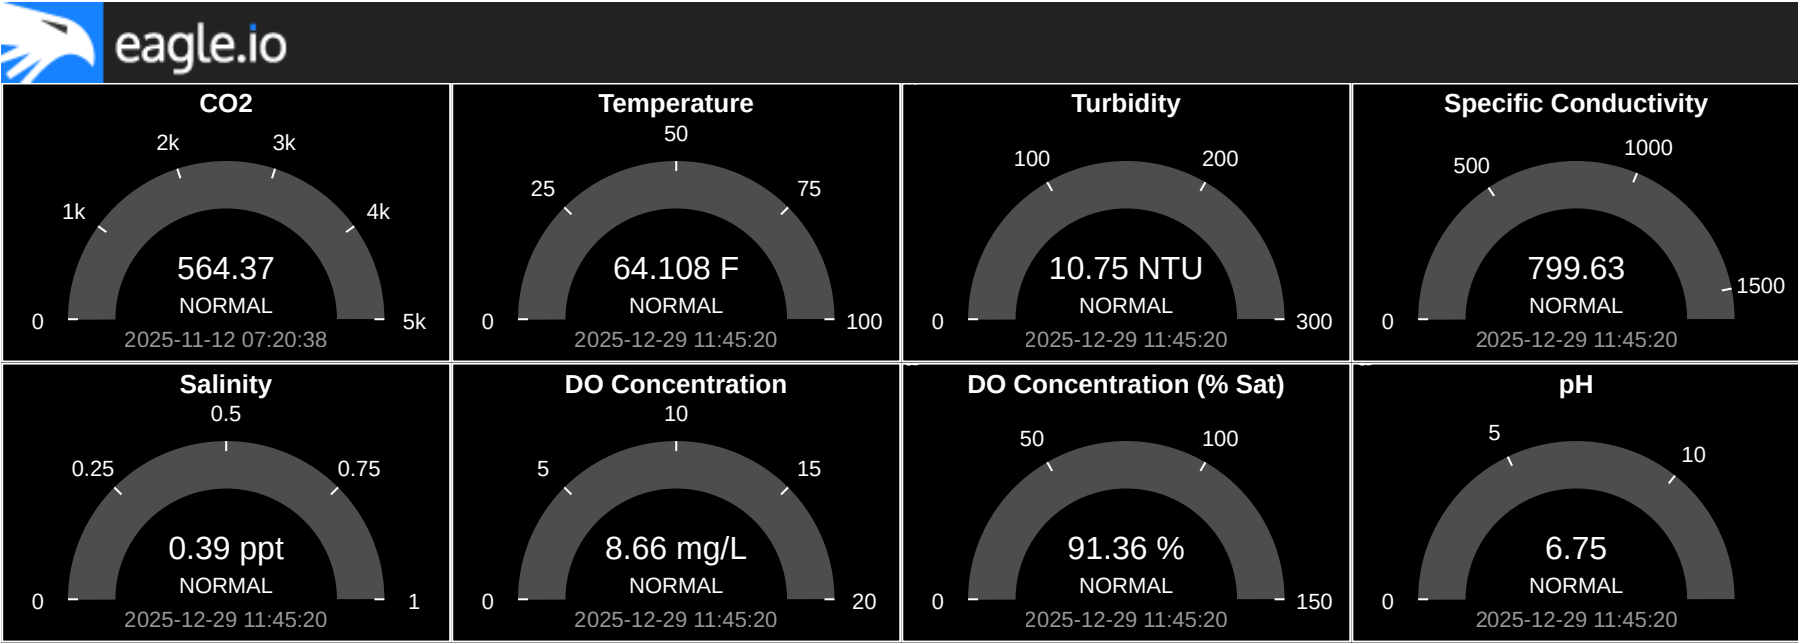 eagle.io
CO2
2k
3k
1k
4k
564.37
NORMAL
0
5k
2025-11-12 07:20:38
Temperature
50
25
75
64.108 F
NORMAL
0
100
2025-12-29 11:45:20
Turbidity
100
200
10.75 NTU
NORMAL
0
300
2025-12-29 11:45:20
Specific Conductivity
1000
500
799.63
1500
NORMAL
0
2025-12-29 11:45:20
Salinity
0.5
0.25
0.75
0.39 ppt
NORMAL
0
1
2025-12-29 11:45:20
DO Concentration
10
5
15
8.66 mg/L
NORMAL
0
20
2025-12-29 11:45:20
DO Concentration (% Sat)
50
100
91.36 %
NORMAL
0
150
2025-12-29 11:45:20
pH
5
10
6.75
NORMAL
0
2025-12-29 11:45:20